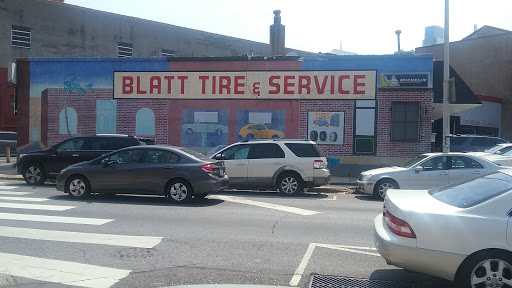 BLATT TIRE & SERVICE
MICHELIN